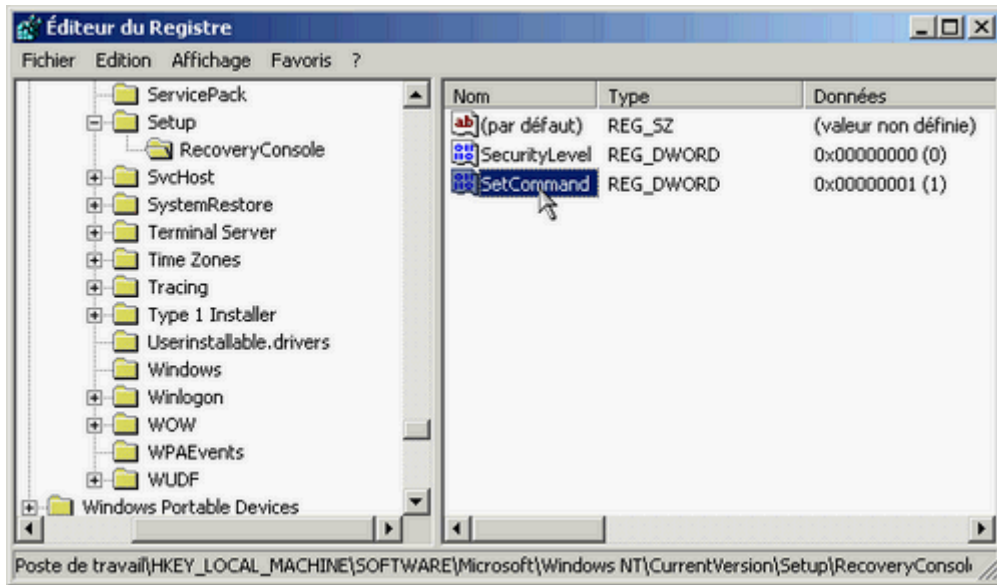 Éditeur du Registre
Fichier Edition Affichage Favoris ?
ServicePack
Setup
RecoveryConsole
SvcHost
SystemRestore
Terminal Server
Time Zones
Tracing
Type 1 Installer
Userinstallable.drivers
Windows
Winlogon
WOW
WPAEvents
WUDF
Windows Portable Devices
Nom Type Données
(par défaut) REG_SZ (valeur non définie)
SecurityLevel REG_DWORD 0x00000000 (0)
SetCommand REG_DWORD 0x00000001 (1)
Poste de travail\HKEY_LOCAL_MACHINE\SOFTWARE\Microsoft\Windows NT\CurrentVersion\Setup\RecoveryConsol